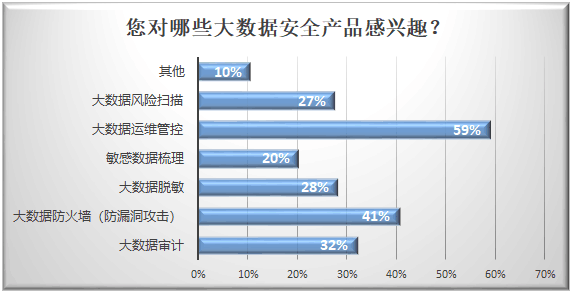 您对哪些大数据安全产品感兴趣?
其他 10%
大数据风险扫描 27%
大数据运维管控 59%
敏感数据梳理 20%
大数据脱敏 28%
大数据防火墙（防漏洞攻击） 41%
大数据审计 32%
0% 10% 20% 30% 40% 50% 60% 70%